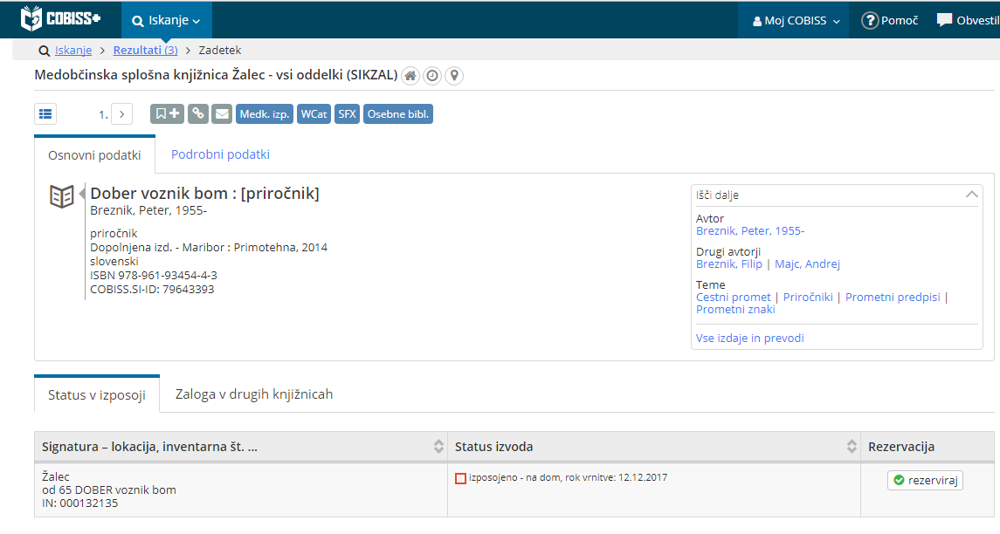 COBISS+
Iskanje
Moj COBISS
Pomoč
Iskanje > Rezultati (3) > Zadetek
Medobčinska splošna knjižnica Žalec - vsi oddelki (SIKZAL)
1. >
Medk. izp.
WCat
SFX
Osebne bibl.
Osnovni podatki
Podrobni podatki
Dober voznik bom : [priročnik]
Breznik, Peter, 1955-
priročnik
Dopolnjena izd. - Maribor : Primotehna, 2014
slovenski
ISBN 978-961-93454-4-3
COBISS.SI-ID: 79643393
Išči dalje
Avtor
Breznik, Peter, 1955-
Drugi avtorji
Breznik, Filip | Majc, Andrej
Teme
Cestni promet | Priročniki | Prometni predpisi |
Prometni znaki
Vse izdaje in prevodi
Status v izposoji
Zaloga v drugih knjižnicah
Signatura – lokacija, inventarna št. ...
Status izvoda
Rezervacija
Žalec
od 65 DOBER voznik bom
IN: 000132135
izposojeno - na dom, rok vrnitve: 12.12.2017
rezerviraj